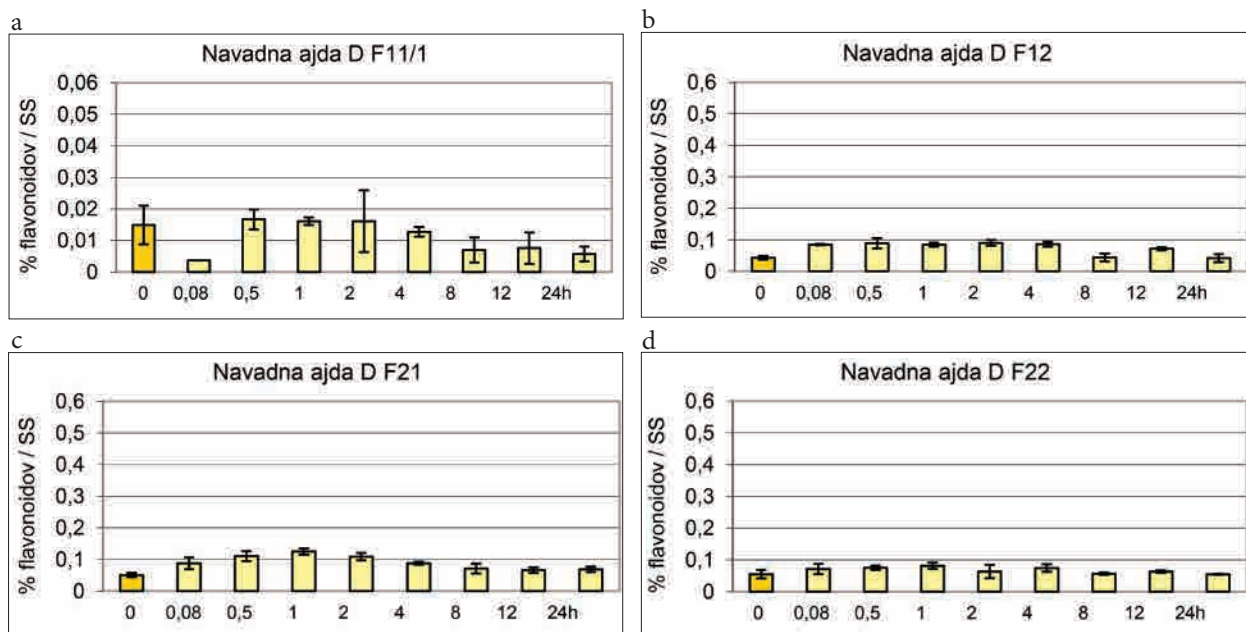 a
Navadna ajda D F11/1
% flavonoidov / SS
0,06
0,05
0,04
0,03
0,02
0,01
0
0 0,08 0,5 1 2 4 8 12 24h
b
Navadna ajda D F12
% flavonoidov / SS
0,6
0,5
0,4
0,3
0,2
0,1
0
0 0,08 0,5 1 2 4 8 12 24h
c
Navadna ajda D F21
% flavonoidov / SS
0,6
0,5
0,4
0,3
0,2
0,1
0
0 0,08 0,5 1 2 4 8 12 24h
d
Navadna ajda D F22
% flavonoidov / SS
0,6
0,5
0,4
0,3
0,2
0,1
0
0 0,08 0,5 1 2 4 8 12 24h